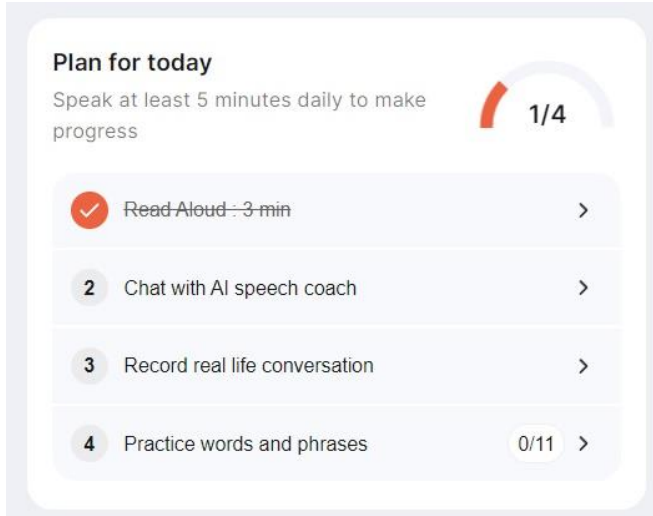 Plan for today
Speak at least 5 minutes daily to make
progress
1/4
Read Aloud : 3 min
2 Chat with AI speech coach
3 Record real life conversation
4 Practice words and phrases 0/11